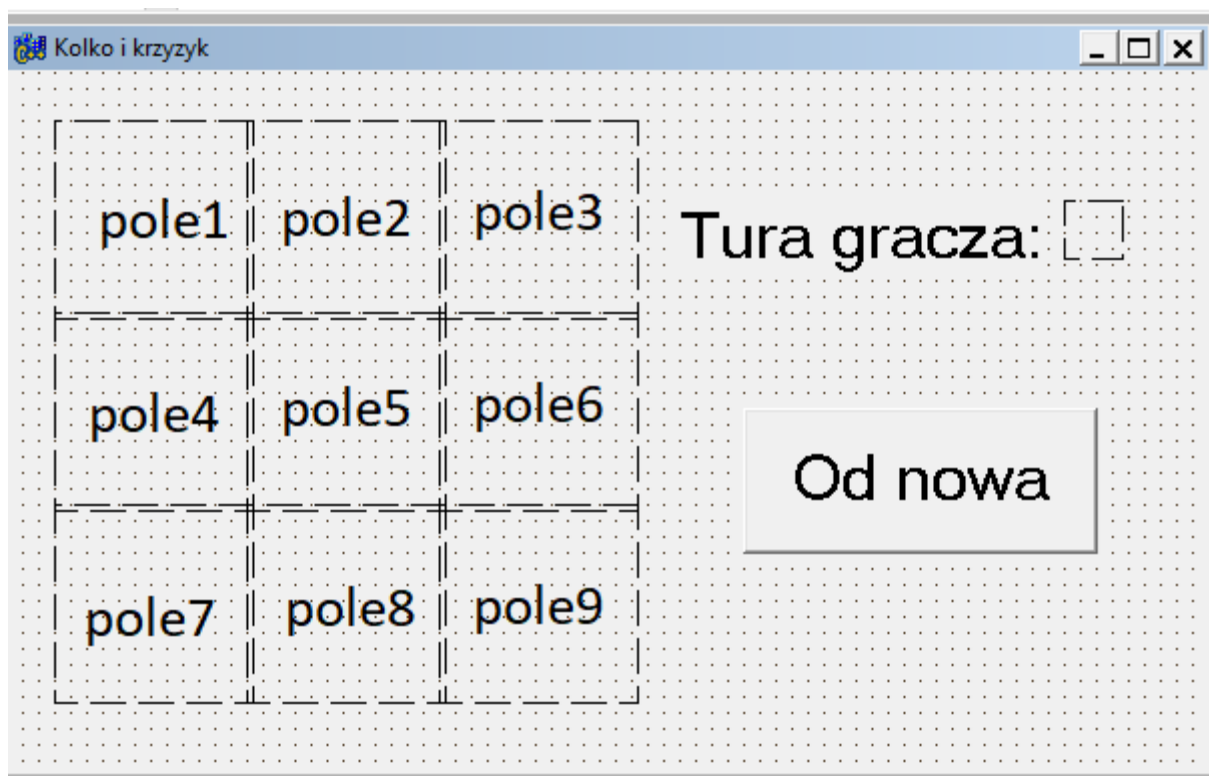 Kolko i krzyzyk
pole1 pole2 pole3
Tura gracza:
pole4 pole5 pole6
Od nowa
pole7 pole8 pole9